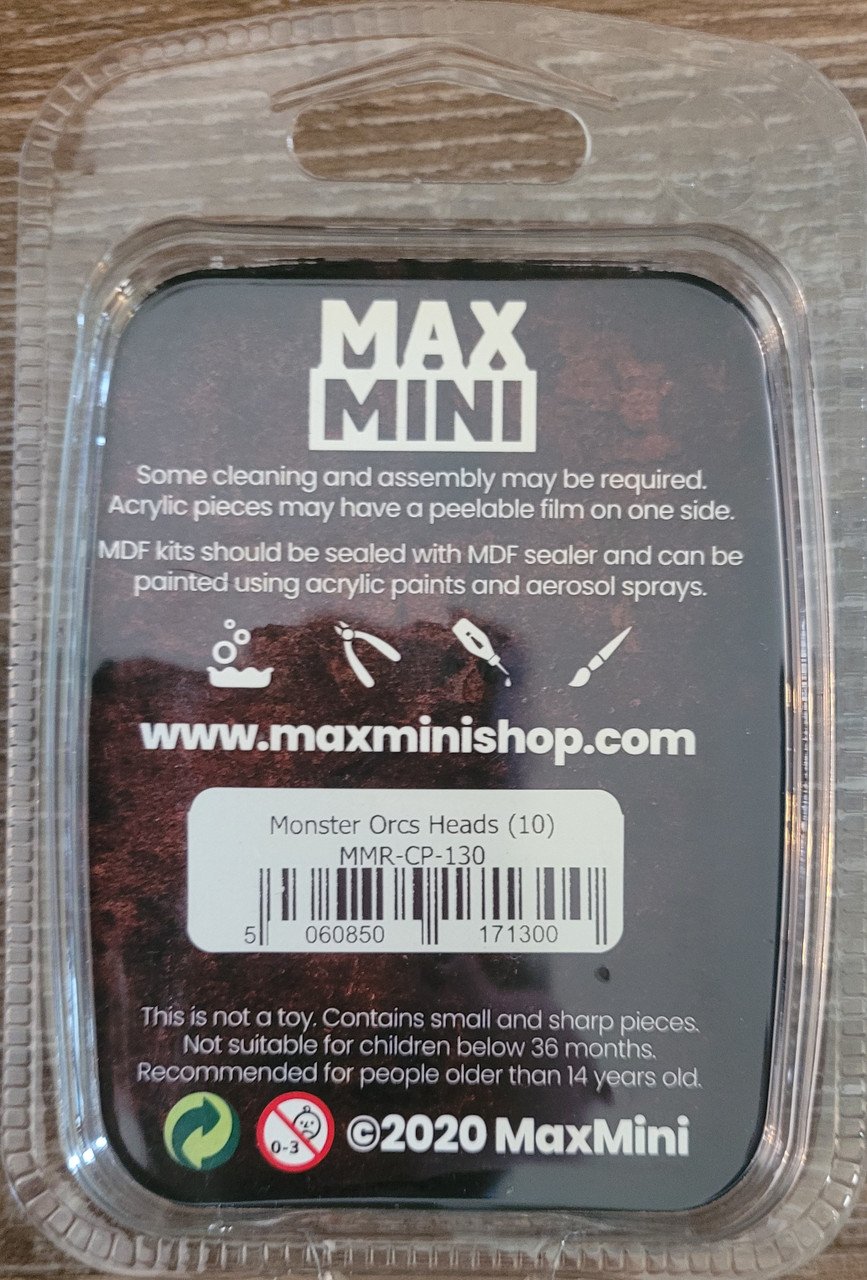 MAX
MINI
Some cleaning and assembly may be required.
Acrylic pieces may have a peelable film on one side.
MDF kits should be sealed with MDF sealer and can be
painted using acrylic paints and aerosol sprays.
www.maxminishop.com
Monster Orcs Heads (10)
MMR-CP-130
5 060850 171300
This is not a toy. Contains small and sharp pieces.
Not suitable for children below 36 months.
Recommended for people older than 14 years old.
0-3 ©2020 MaxMini